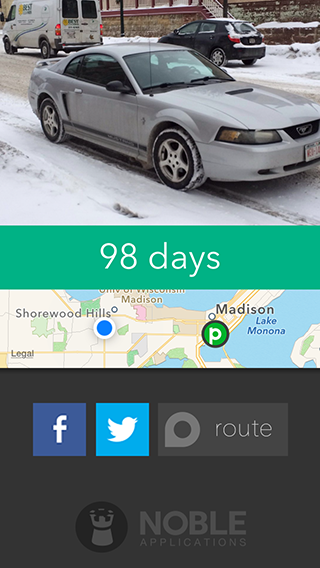 98 days
Univ of Wisconsin
Madison
Shorewood Hills
Madison
Lake
Monona
Legal
P
f
route
NOBLE
APPLICATIONS